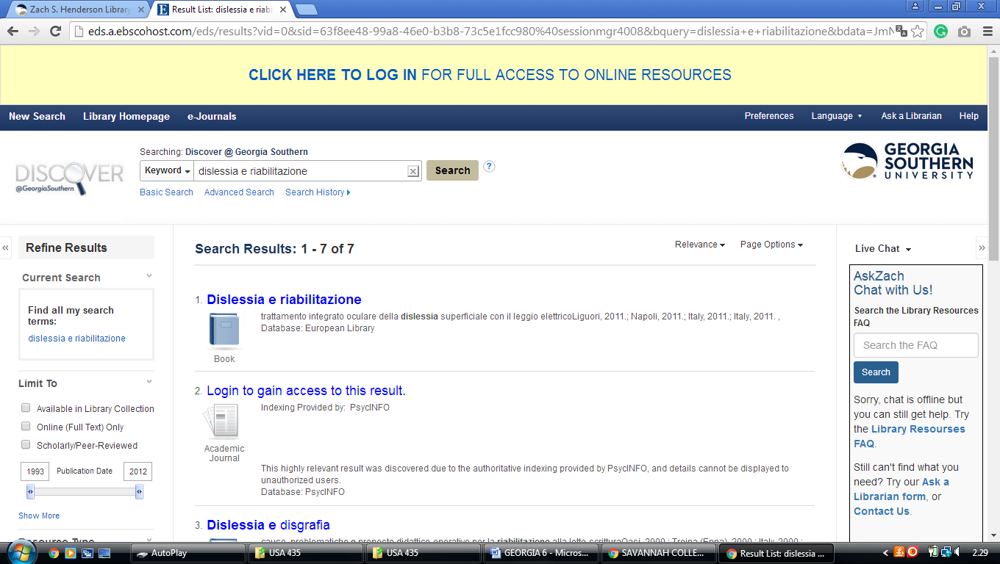 Zach S. Henderson Library
Result List: dislessia e riab
eds.a.ebscohost.com/eds/results?vid=0&sid=63f8ee48-99a8-46e0-b3b8-73c5e1fcc980%40sessionmgr4008&bquery=dislessia+e+riabilitazione&bdata=JmN
CLICK HERE TO LOG IN FOR FULL ACCESS TO ONLINE RESOURCES
New Search Library Homepage e-Journals Preferences Language Ask a Librarian Help
Searching: Discover @ Georgia Southern
Keyword dislessia e riabilitazione Search ?
Basic Search Advanced Search Search History
DISCOVER
@GeorgiaSouthern
GEORGIA
SOUTHERN
UNIVERSITY
Refine Results
Current Search
Find all my search
terms:
dislessia e riabilitazione
Limit To
Available in Library Collection
Online (Full Text) Only
Scholarly/Peer-Reviewed
1993 Publication Date 2012
Show More
Resource Type
Search Results: 1 - 7 of 7
Relevance Page Options
1. Dislessia e riabilitazione
trattamento integrato oculare della dislessia superficiale con il leggio elettricoLiguori, 2011.; Napoli, 2011.; Italy, 2011.; Italy, 2011. ,
Database: European Library
Book
2. Login to gain access to this result.
Indexing Provided by: PsycINFO
Academic
Journal
This highly relevant result was discovered due to the authoritative indexing provided by PsycINFO, and details cannot be displayed to
unauthorized users.
Database: PsycINFO
3. Dislessia e disgrafia
cause, problematiche e proposte didattico-operative per la riabilitazione alla letto-scritturaOasi, 2000.; Troina (Enna), 2000.; Italy, 2000.;
Live Chat
AskZach
Chat with Us!
Search the Library Resources
FAQ
Search the FAQ
Search
Sorry, chat is offline but
you can still get help. Try
the Library Resourses
FAQ.
Still can't find what you
need? Try our Ask a
Librarian form, or
Contact Us.
AutoPlay
USA 435
USA 435
GEORGIA 6 - Micros...
SAVANNAH COLLE...
Result List: dislessia ...
2.29